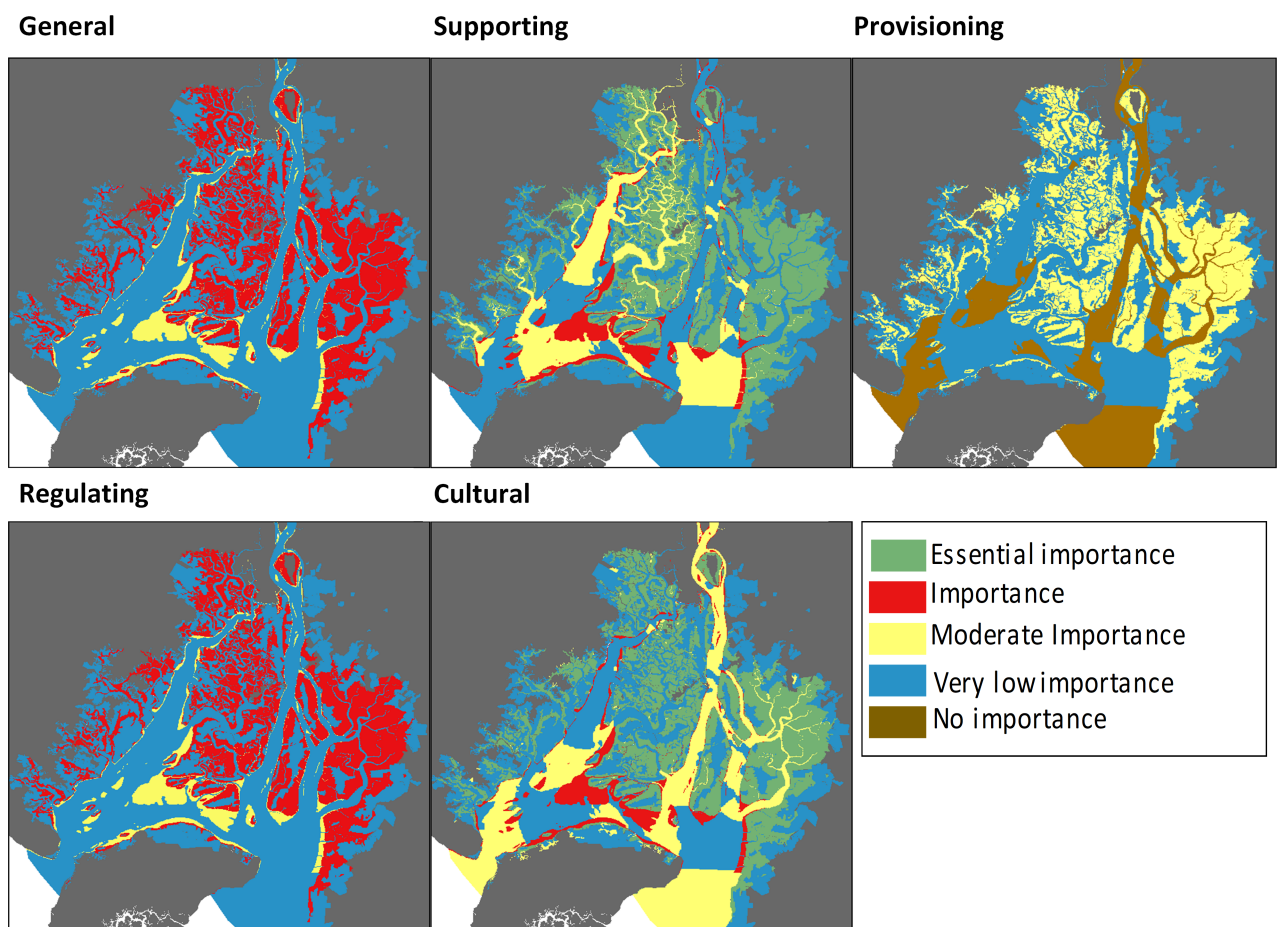 General
Supporting
Provisioning
Regulating
Cultural
Essential importance
Importance
Moderate Importance
Very low importance
No importance